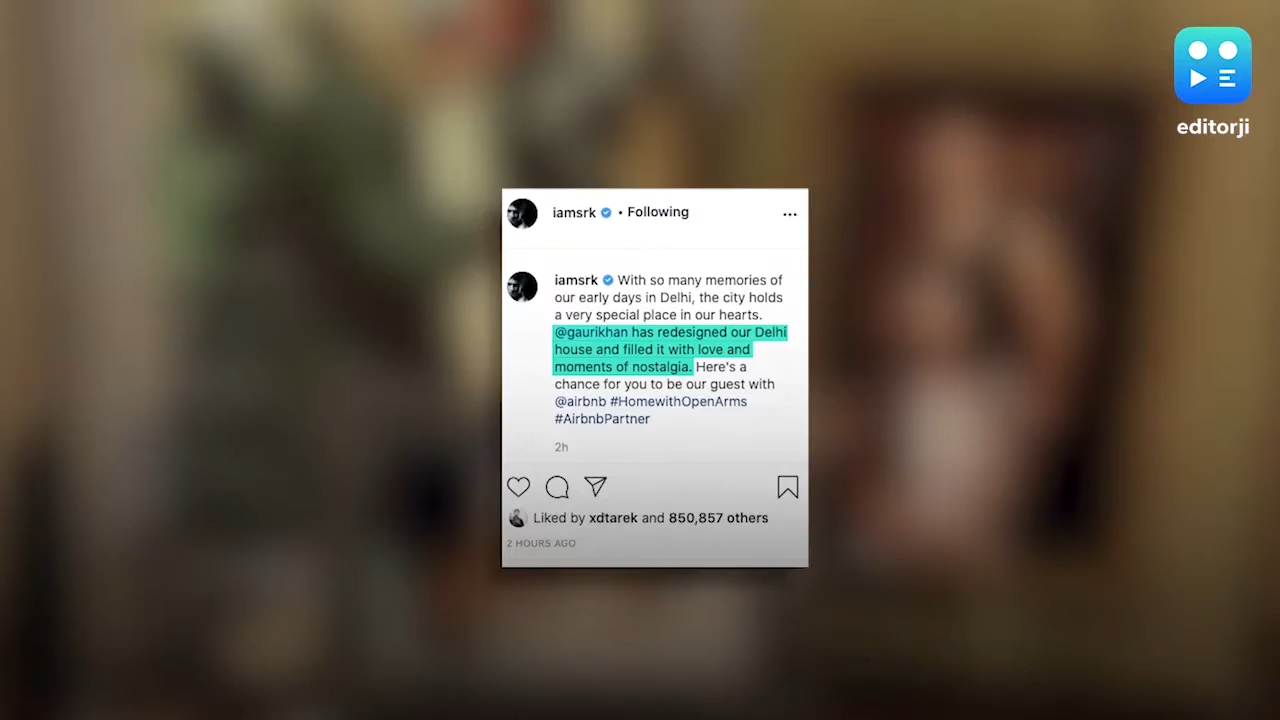 editorji
iamsrk • Following
iamsrk With so many memories of
our early days in Delhi, the city holds
a very special place in our hearts.
@gaurikhan has redesigned our Delhi
house and filled it with love and
moments of nostalgia. Here's a
chance for you to be our guest with
@airbnb #HomewithOpenArms
#AirbnbPartner
2h
Liked by xdtarek and 850,857 others
2 HOURS AGO